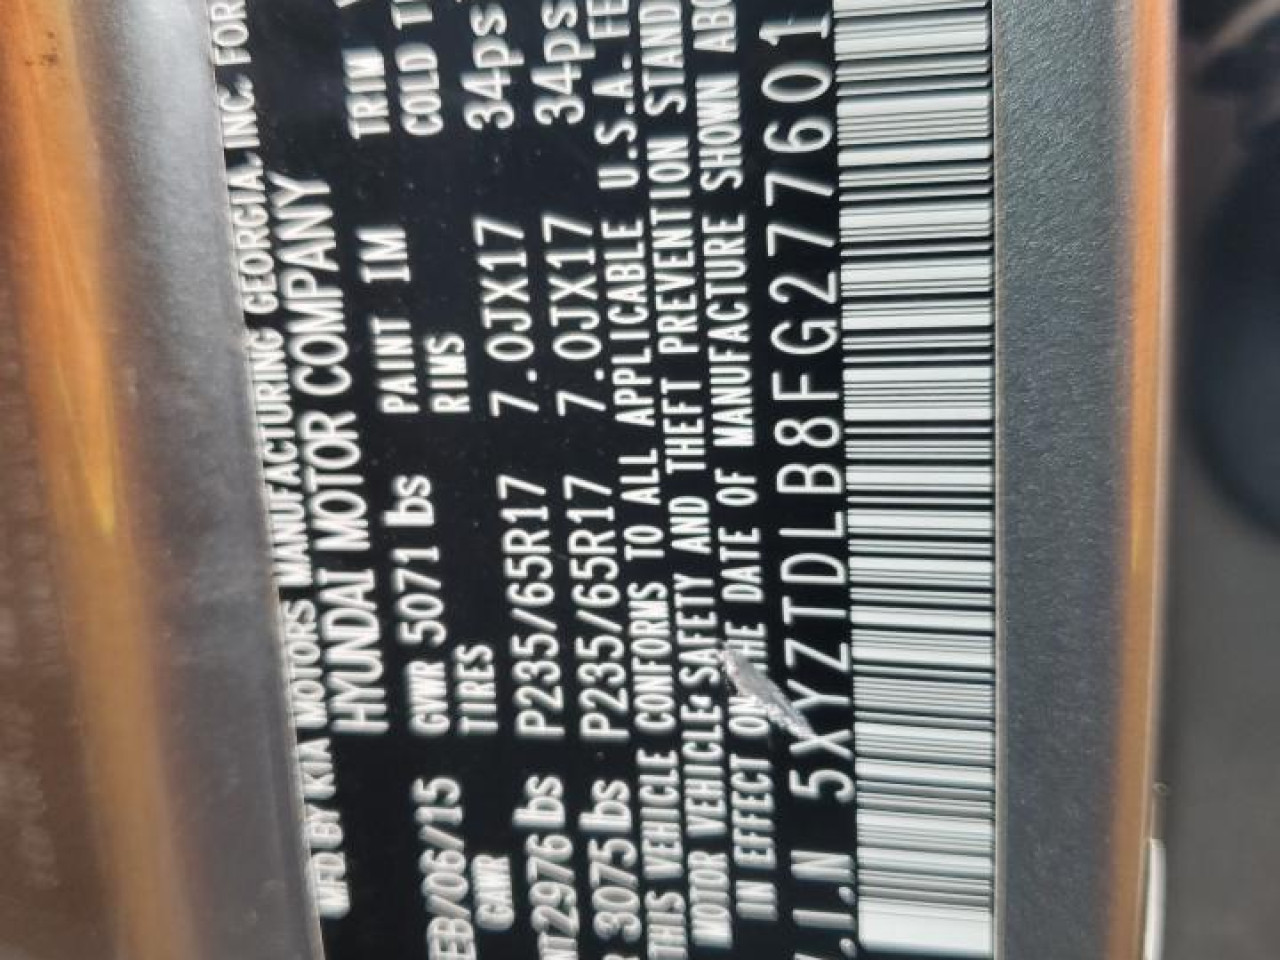 MFD BY KIA MOTORS MANUFACTURING GEORGIA, INC. FOR
HYUNDAI MOTOR COMPANY
PAINT IM TRIM
EB/06/15 GVWR 5071 lbs RIMS COLD
GAWR TIRES
2976 lbs P235/65R17 7.0JX17 34ps
3075 lbs P235/65R17 7.0JX17 34ps
THIS VEHICLE CONFORMS TO ALL APPLICABLE U.S.A. FE
MOTOR VEHICLE SAFETY AND THEFT PREVENTION STAND
IN EFFECT ON THE DATE OF MANUFACTURE SHOWN ABO
V.I.N 5XYZTDLB8FG277601